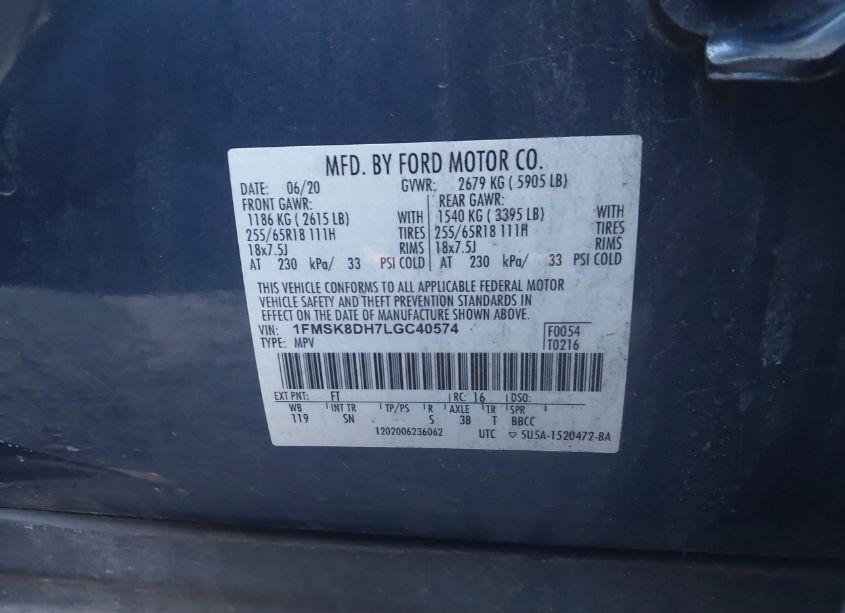 MFD. BY FORD MOTOR CO.
DATE: 06/20 GVWR: 2679 KG ( 5905 LB)
FRONT GAWR: REAR GAWR:
1186 KG ( 2615 LB) WITH 1540 KG ( 3395 LB) WITH
255/65R18 111H TIRES 255/65R18 111H TIRES
18x7.5J RIMS 18x7.5J RIMS
AT 230 kPa/ 33 PSI COLD AT 230 kPa/ 33 PSI COLD
THIS VEHICLE CONFORMS TO ALL APPLICABLE FEDERAL MOTOR
VEHICLE SAFETY AND THEFT PREVENTION STANDARDS IN
EFFECT ON THE DATE OF MANUFACTURE SHOWN ABOVE.
VIN: 1FMSK8DH7LGC40574 F0054
TYPE: MPV T0216
EXT PNT: FT RC: 16 DSO:
WB INT TR TP/PS R AXLE TR SPR
119 SN S 3B T BBCC
1202006236062 UTC ▽ 5U5A-1520472-BA